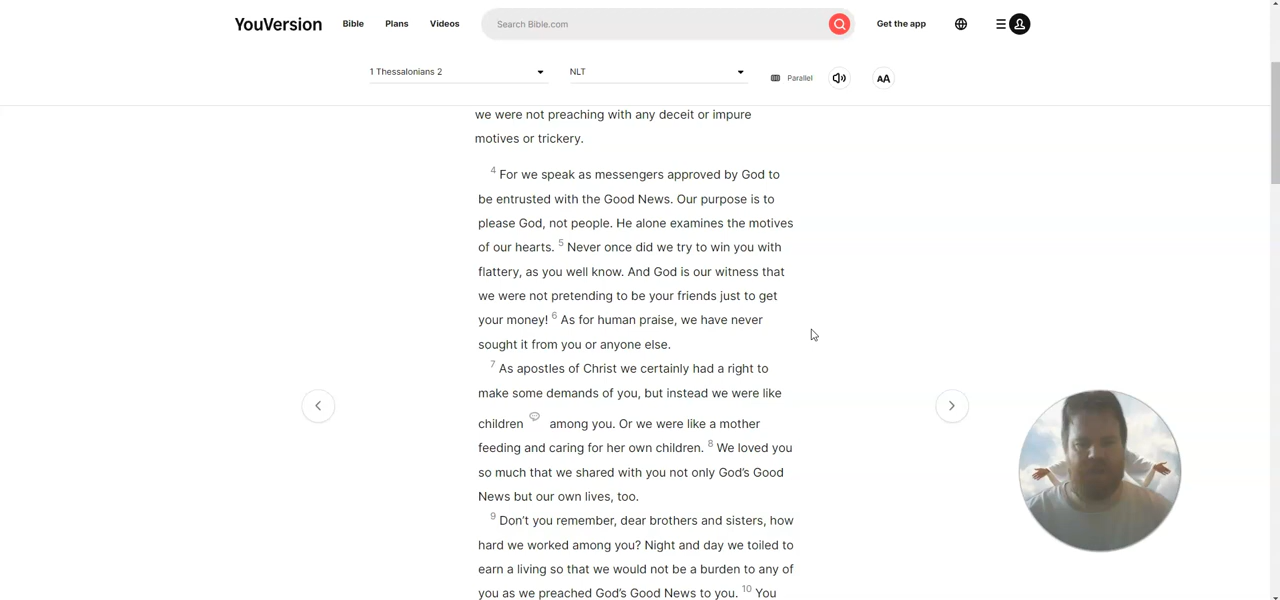 YouVersion Bible Plans Videos Search Bible.com Get the app
1 Thessalonians 2 NLT Parallel AA
we were not preaching with any deceit or impure
motives or trickery.
4 For we speak as messengers approved by God to
be entrusted with the Good News. Our purpose is to
please God, not people. He alone examines the motives
of our hearts. 5 Never once did we try to win you with
flattery, as you well know. And God is our witness that
we were not pretending to be your friends just to get
your money! 6 As for human praise, we have never
sought it from you or anyone else.
7 As apostles of Christ we certainly had a right to
make some demands of you, but instead we were like
children among you. Or we were like a mother
feeding and caring for her own children. 8 We loved you
so much that we shared with you not only God’s Good
News but our own lives, too.
9 Don’t you remember, dear brothers and sisters, how
hard we worked among you? Night and day we toiled to
earn a living so that we would not be a burden to any of
you as we preached God’s Good News to you. 10 You